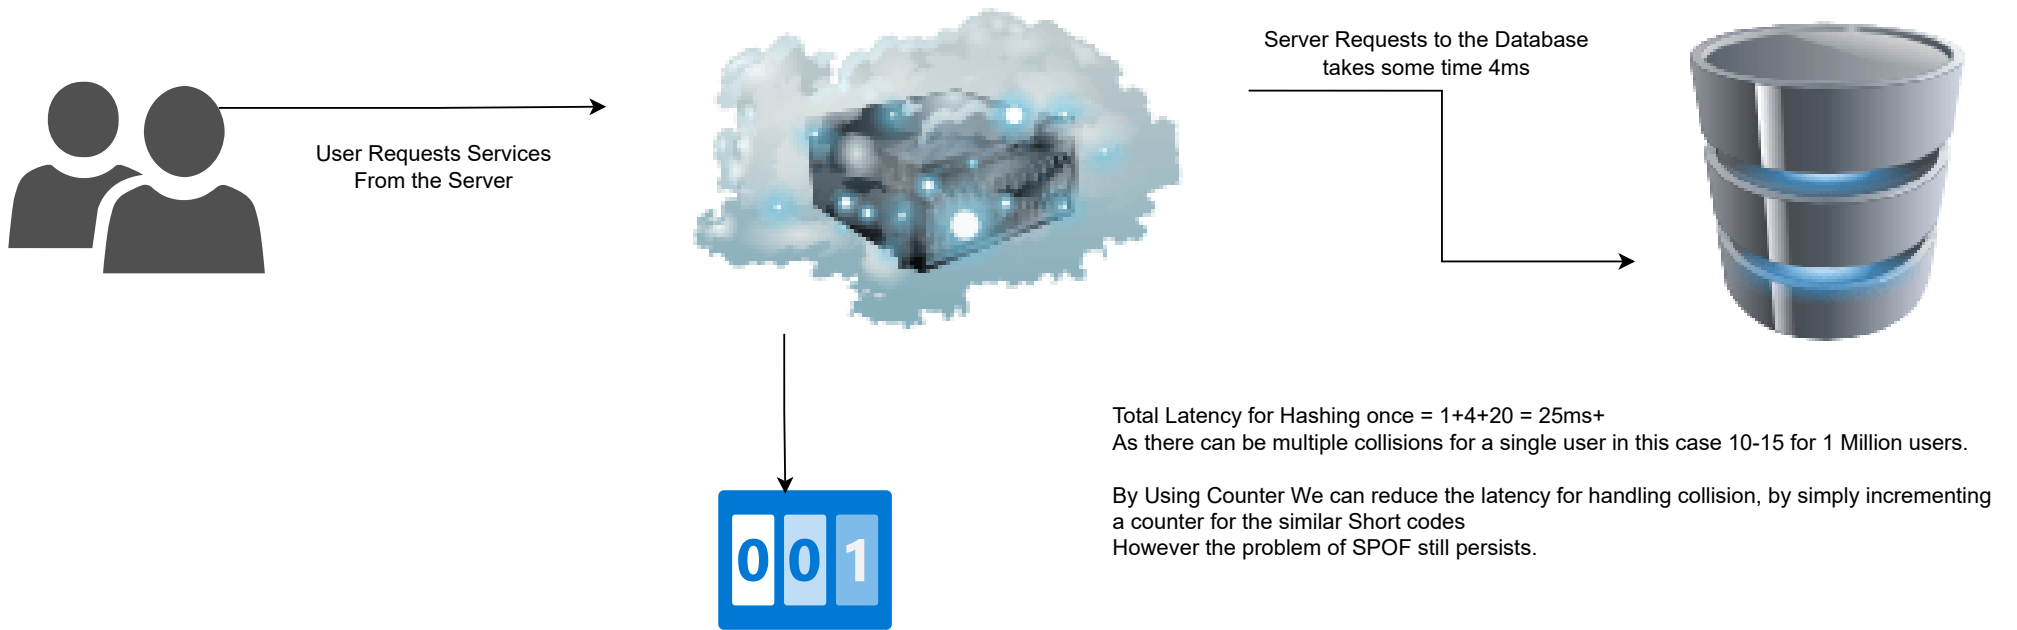 Server Requests to the Database
takes some time 4ms
User Requests Services
From the Server
Total Latency for Hashing once = 1+4+20 = 25ms+
As there can be multiple collisions for a single user in this case 10-15 for 1 Million users.
By Using Counter We can reduce the latency for handling collision, by simply incrementing
a counter for the similar Short codes
However the problem of SPOF still persists.
001